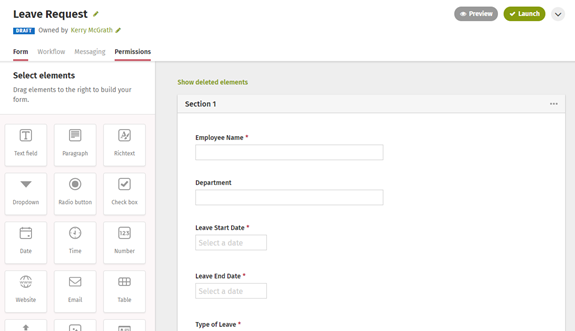 Leave Request
Preview
Launch
DRAFT Owned by Kerry McGrath
Form Workflow Messaging Permissions
Select elements
Drag elements to the right to build your
form.
Text field Paragraph Richtext
Dropdown Radio button Check box
Date Time Number
123
Website Email Table
Show deleted elements
Section 1
Employee Name *
Department
Leave Start Date *
Select a date
Leave End Date *
Select a date
Type of Leave *